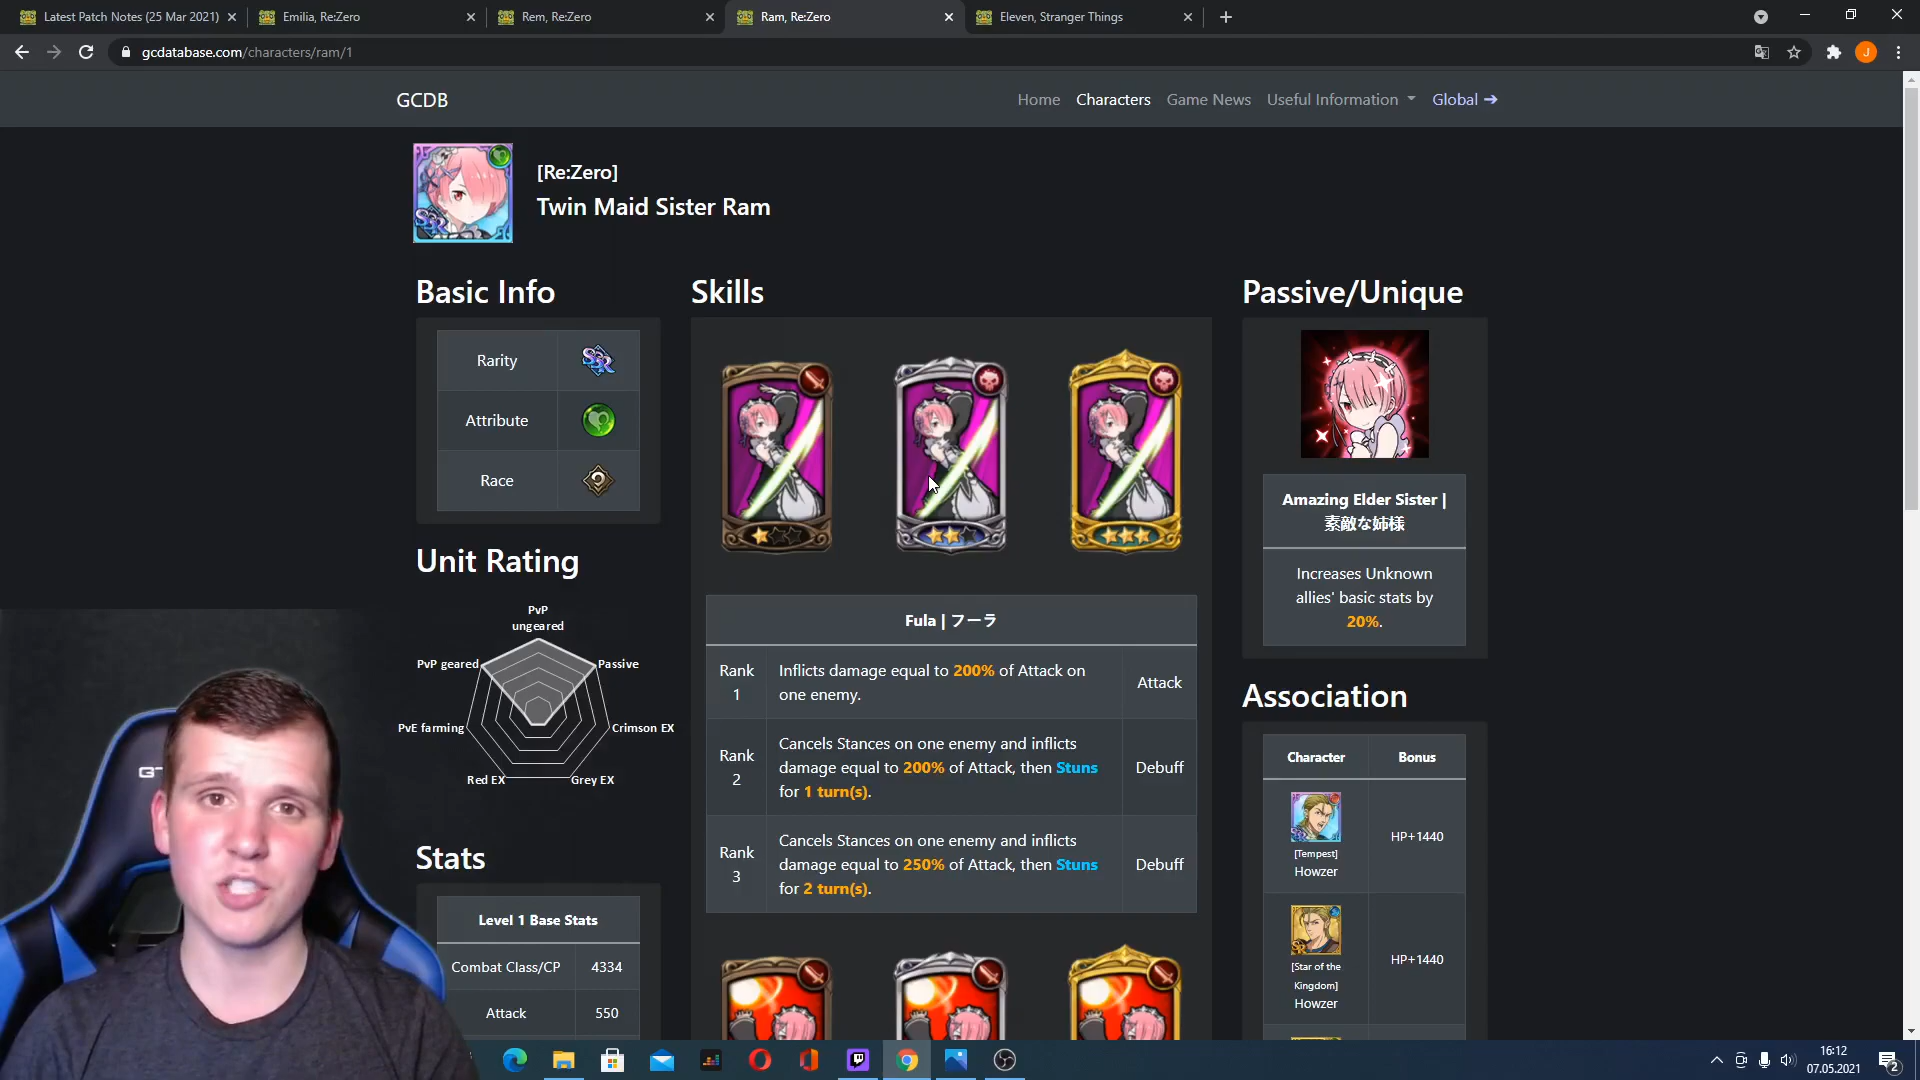 Latest Patch Notes (25 Mar 2021)
Emilia, Re:Zero
Rem, Re:Zero
Ram, Re:Zero
Eleven, Stranger Things
gcdatabase.com/characters/ram/1
J
GCDB
Home
Characters
Game News
Useful Information
Global
[Re:Zero]
Twin Maid Sister Ram
SSR
Basic Info
Rarity
SSR
Attribute
Race
Unit Rating
PvP
ungeared
PvP geared
Passive
PvE farming
Crimson EX
Red EX
Grey EX
Stats
Level 1 Base Stats
Combat Class/CP
4334
Attack
550
Skills
Fula | フーラ
Rank
1
Inflicts damage equal to 200% of Attack on
one enemy.
Attack
Rank
2
Cancels Stances on one enemy and inflicts
damage equal to 200% of Attack, then Stuns
for 1 turn(s).
Debuff
Rank
3
Cancels Stances on one enemy and inflicts
damage equal to 250% of Attack, then Stuns
for 2 turn(s).
Debuff
Passive/Unique
Amazing Elder Sister |
素敵な姉様
Increases Unknown
allies' basic stats by
20%.
Association
Character
Bonus
[Tempest]
Howzer
HP+1440
SR
[Star of the
Kingdom]
Howzer
HP+1440
16:12
07.05.2021
2